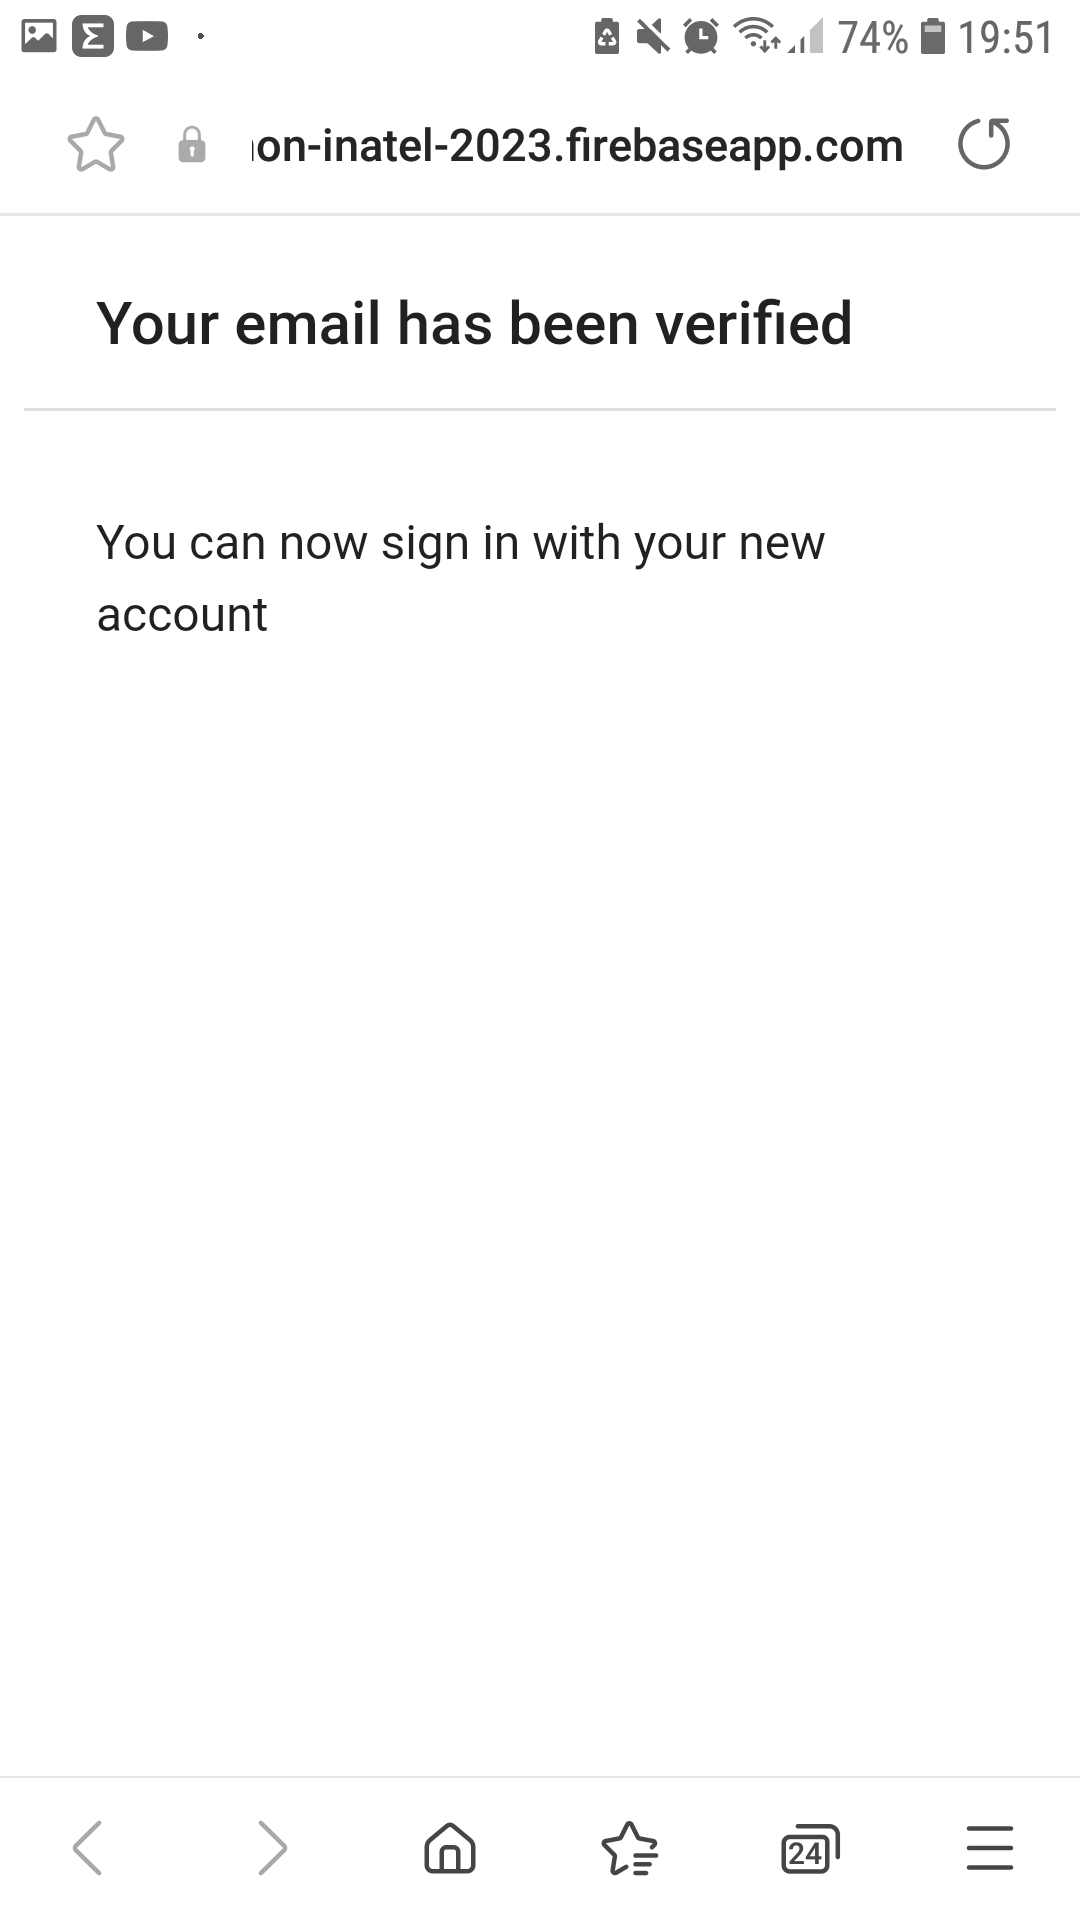 74% 19:51
on-inatel-2023.firebaseapp.com
Your email has been verified
You can now sign in with your new
account
24